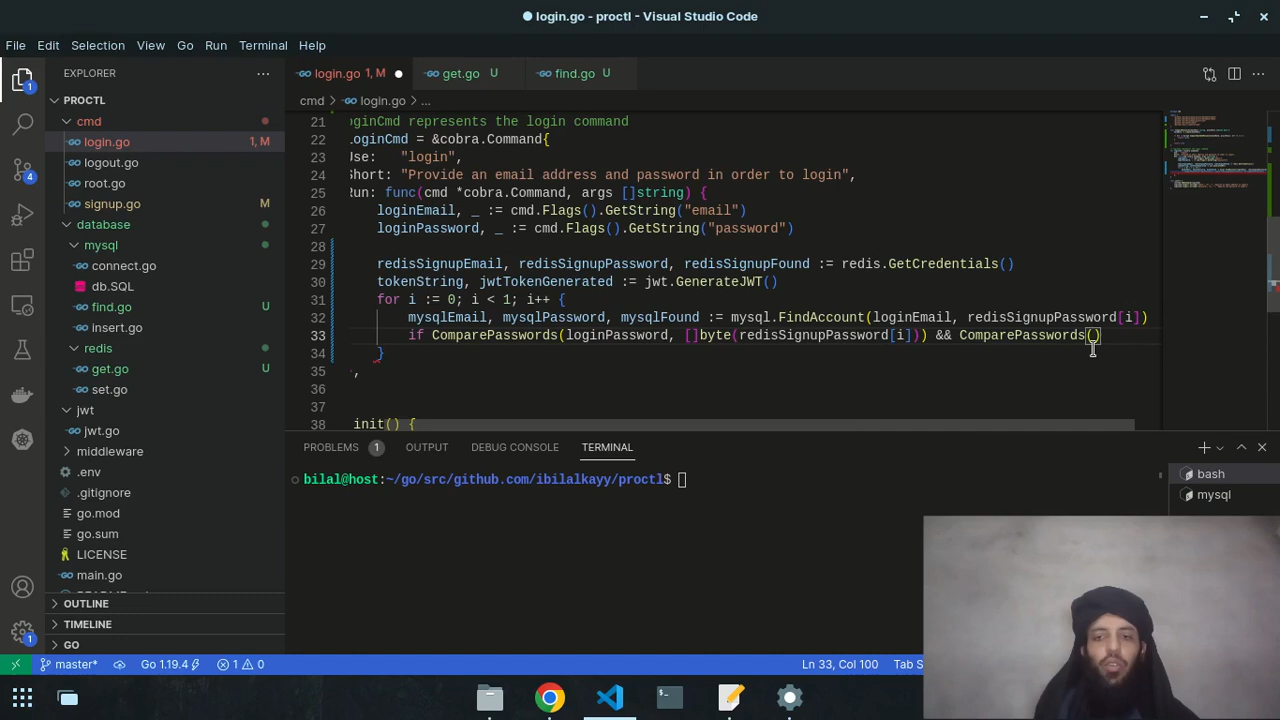 login.go - proctl - Visual Studio Code
File Edit Selection View Go Run Terminal Help
EXPLORER
login.go 1, M
get.go U
find.go U
PROCTL
cmd > login.go > ...
cmd
login.go 1, M
logout.go
root.go
signup.go M
database
mysql
connect.go
db.SQL
find.go U
insert.go
redis
get.go U
set.go
jwt
jwt.go
middleware
.env
.gitignore
go.mod
go.sum
LICENSE
main.go
OUTLINE
TIMELINE
GO
1
4
1
21 oginCmd represents the login command
22 loginCmd = &cobra.Command{
23 Use: "login",
24 Short: "Provide an email address and password in order to login",
25 Run: func(cmd *cobra.Command, args []string) {
26 loginEmail, _ := cmd.Flags().GetString("email")
27 loginPassword, _ := cmd.Flags().GetString("password")
28
29 redisSignupEmail, redisSignupPassword, redisSignupFound := redis.GetCredentials()
30 tokenString, jwtTokenGenerated := jwt.GenerateJWT()
31 for i := 0; i < 1; i++ {
32 mysqlEmail, mysqlPassword, mysqlFound := mysql.FindAccount(loginEmail, redisSignupPassword[i])
33 if ComparePasswords(loginPassword, []byte(redisSignupPassword[i])) && ComparePasswords()
34 }
35 ,
36
37
38 init() {
PROBLEMS 1 OUTPUT DEBUG CONSOLE TERMINAL
bilal@host:~/go/src/github.com/ibilalkayy/proctl$
bash
mysql
master* Go 1.19.4 1 0 Ln 33, Col 100 Tab S